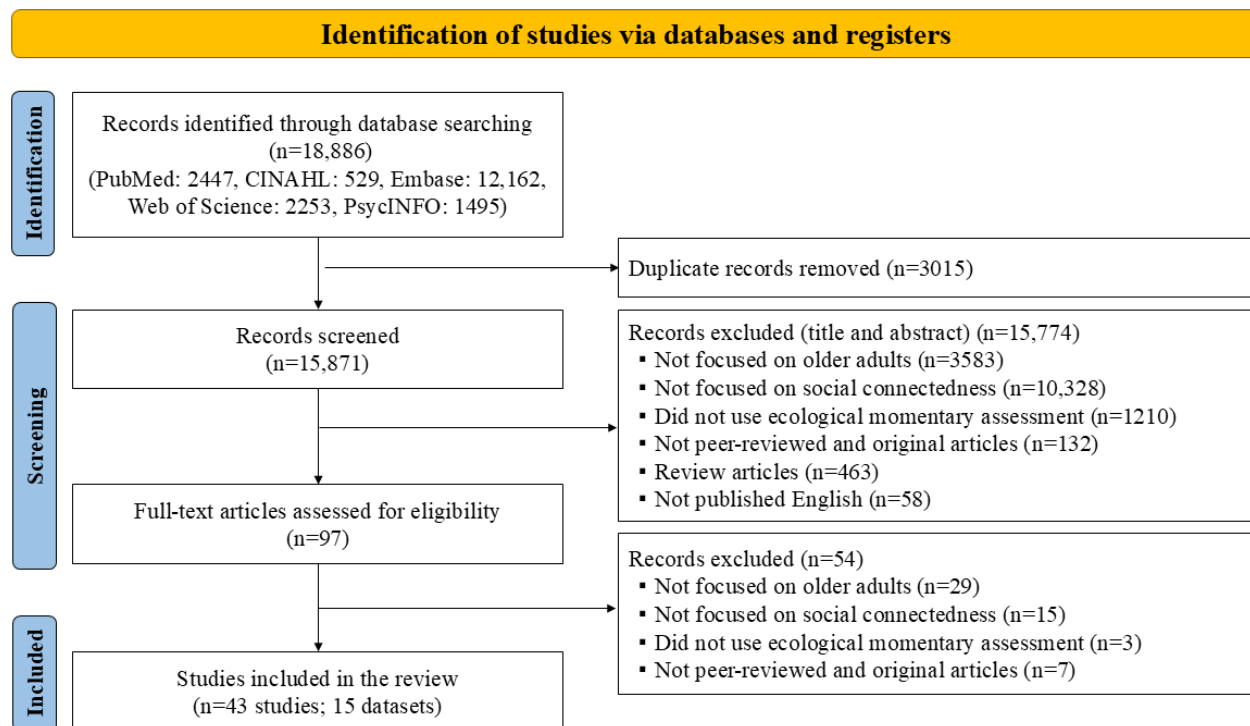 Identification of studies via databases and registers
Identification
Records identified through database searching
(n=18,886)
(PubMed: 2447, CINAHL: 529, Embase: 12,162,
Web of Science: 2253, PsycINFO: 1495)
Duplicate records removed (n=3015)
Screening
Records screened
(n=15,871)
Records excluded (title and abstract) (n=15,774)
▪ Not focused on older adults (n=3583)
▪ Not focused on social connectedness (n=10,328)
▪ Did not use ecological momentary assessment (n=1210)
▪ Not peer-reviewed and original articles (n=132)
▪ Review articles (n=463)
▪ Not published English (n=58)
Full-text articles assessed for eligibility
(n=97)
Records excluded (n=54)
▪ Not focused on older adults (n=29)
▪ Not focused on social connectedness (n=15)
▪ Did not use ecological momentary assessment (n=3)
▪ Not peer-reviewed and original articles (n=7)
Included
Studies included in the review
(n=43 studies; 15 datasets)